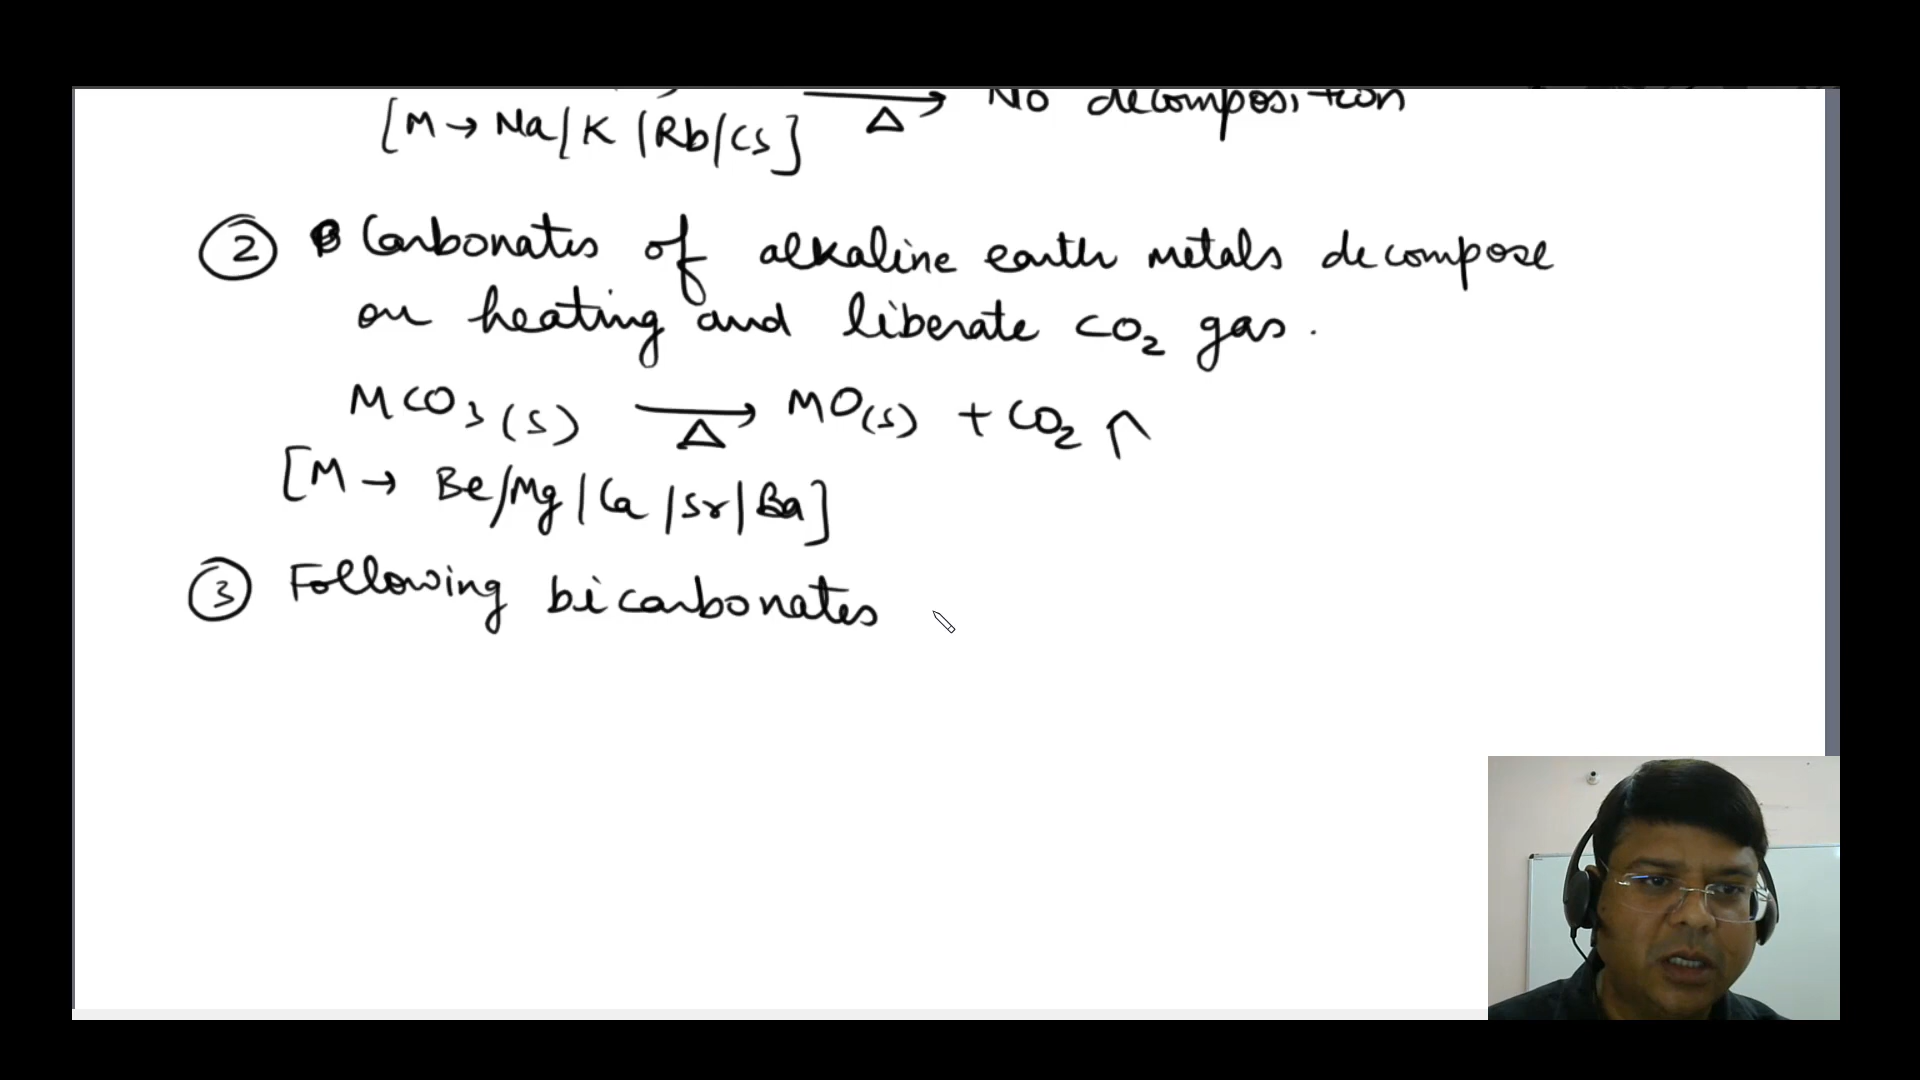 No decomposition
[M → Na/K/Rb/Cs] Δ
② Carbonates of alkaline earth metals decompose
on heating and liberate CO₂ gas.
MCO₃(s) → MO(s) + CO₂ ↑
Δ
[M → Be/Mg/Ca/Sr/Ba]
③ Following bicarbonates